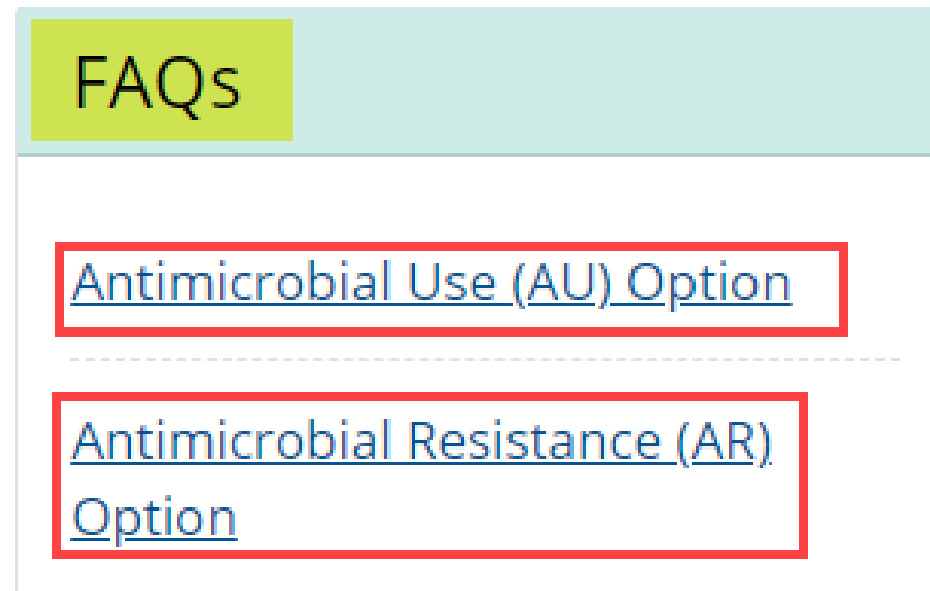 FAQs
Antimicrobial Use (AU) Option
Antimicrobial Resistance (AR)
Option